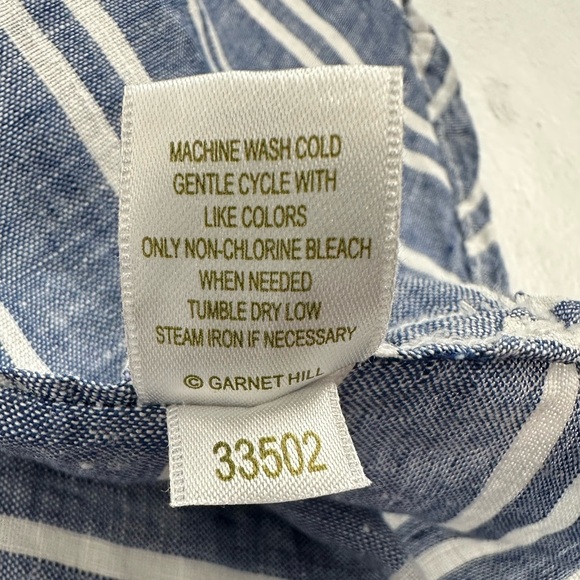 MACHINE WASH COLD
GENTLE CYCLE WITH
LIKE COLORS
ONLY NON-CHLORINE BLEACH
WHEN NEEDED
TUMBLE DRY LOW
STEAM IRON IF NECESSARY
© GARNET HILL
33502